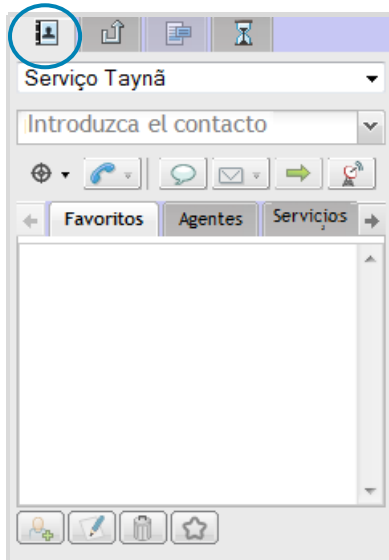 Serviço Taynã
Introduzca el contacto
Favoritos Agentes Servicios